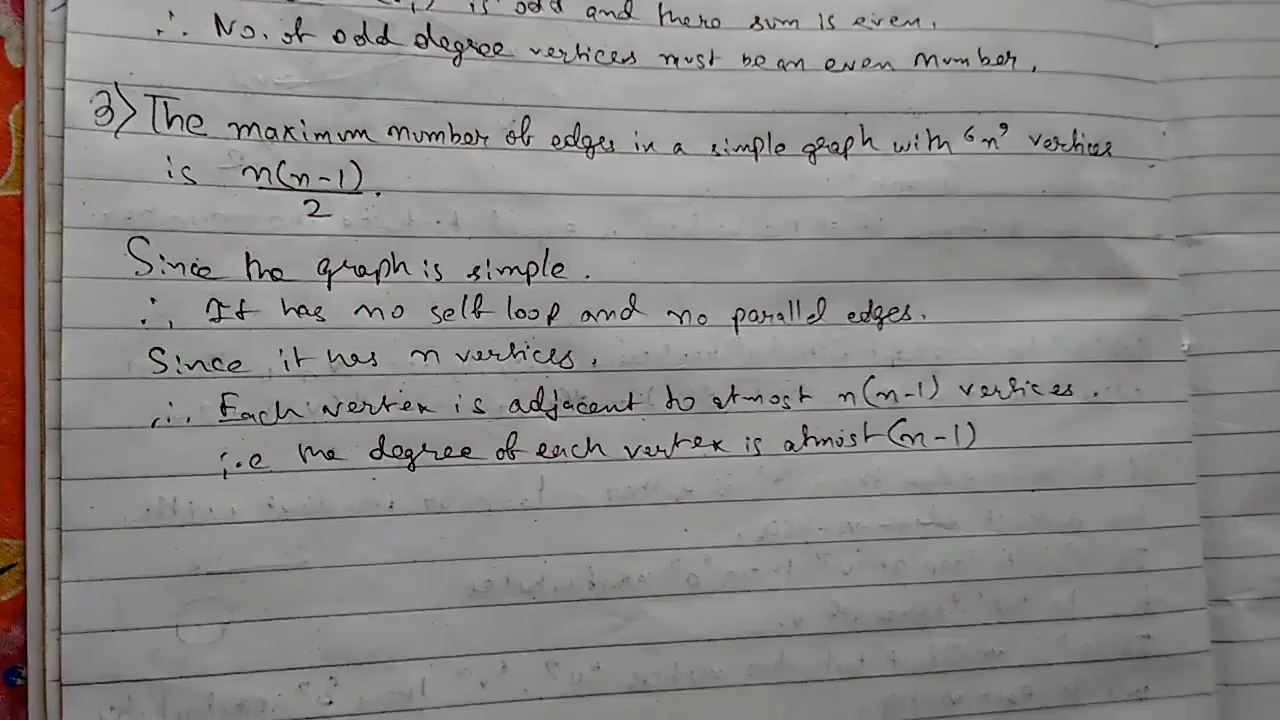 is odd and there sum is even.
∴ No. of odd degree vertices must be an even number.
3) The maximum number of edges in a simple graph with 'n' vertices
is n(n-1)/2.
Since the graph is simple.
∴ It has no self loop and no parallel edges.
Since it has n vertices.
∴ Each vertex is adjacent to atmost n(n-1) vertices.
i.e the degree of each vertex is atmost (n-1)